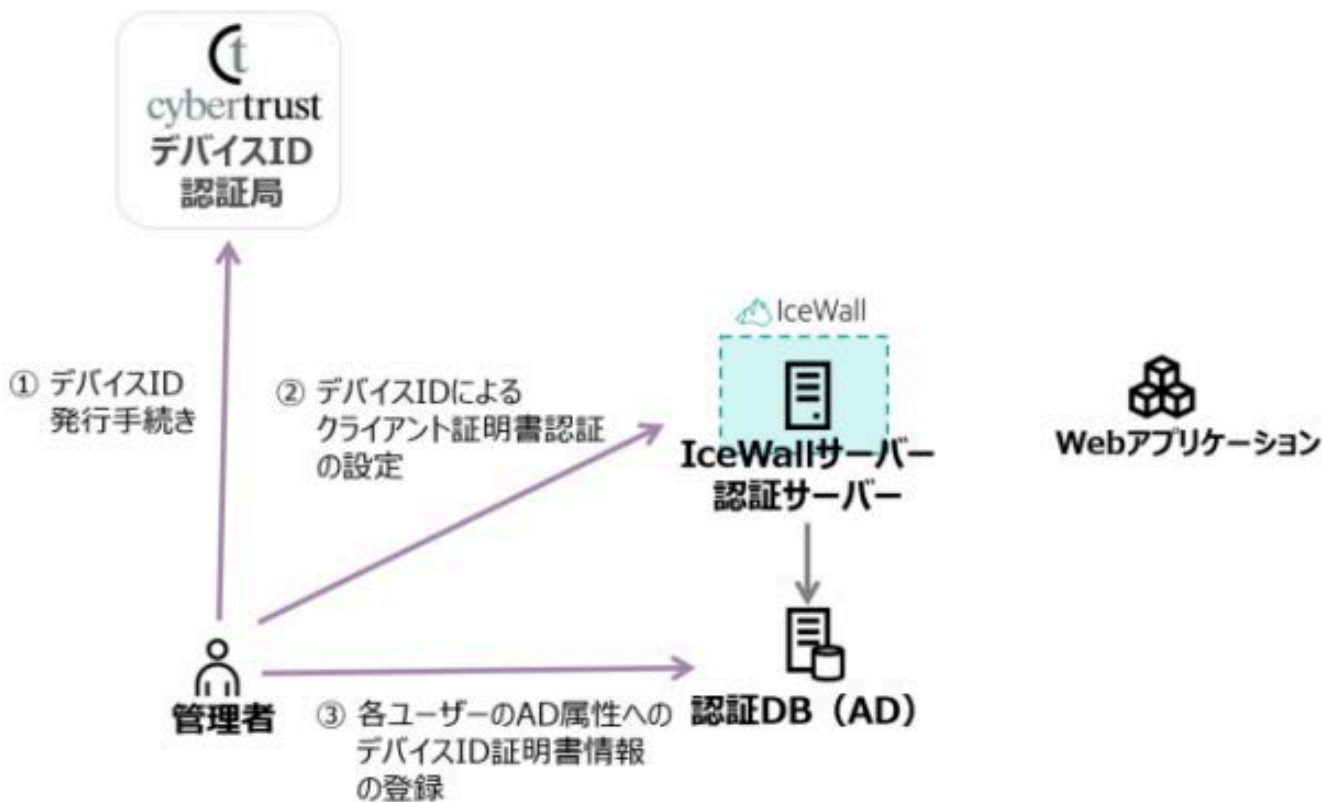 cybertrust
デバイスID
認証局
① デバイスID
発行手続き
② デバイスIDによる
クライアント証明書認証
の設定
IceWall
IceWallサーバー
認証サーバー
Webアプリケーション
管理者
③ 各ユーザーのAD属性への
デバイスID証明書情報
の登録
認証DB（AD）